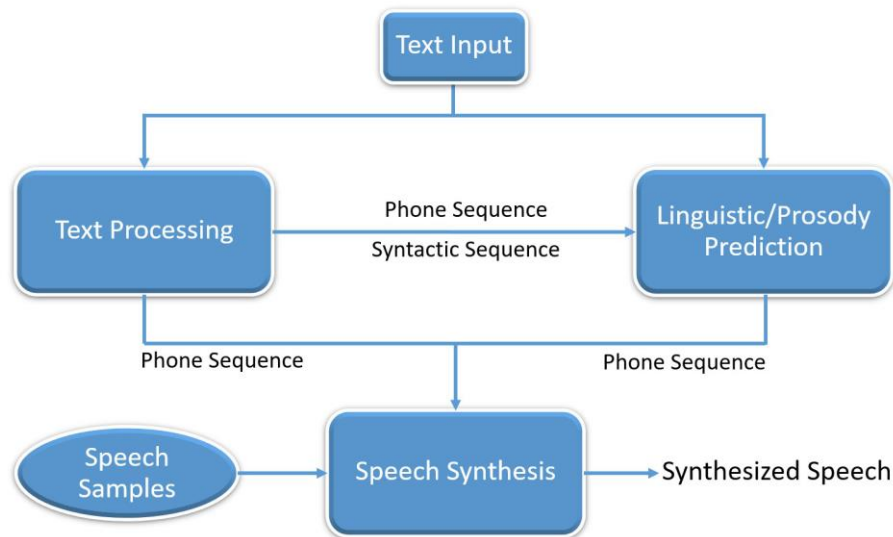 Text Input
Text Processing
Phone Sequence
Syntactic Sequence
Linguistic/Prosody
Prediction
Phone Sequence
Phone Sequence
Speech
Samples
Speech Synthesis
Synthesized Speech